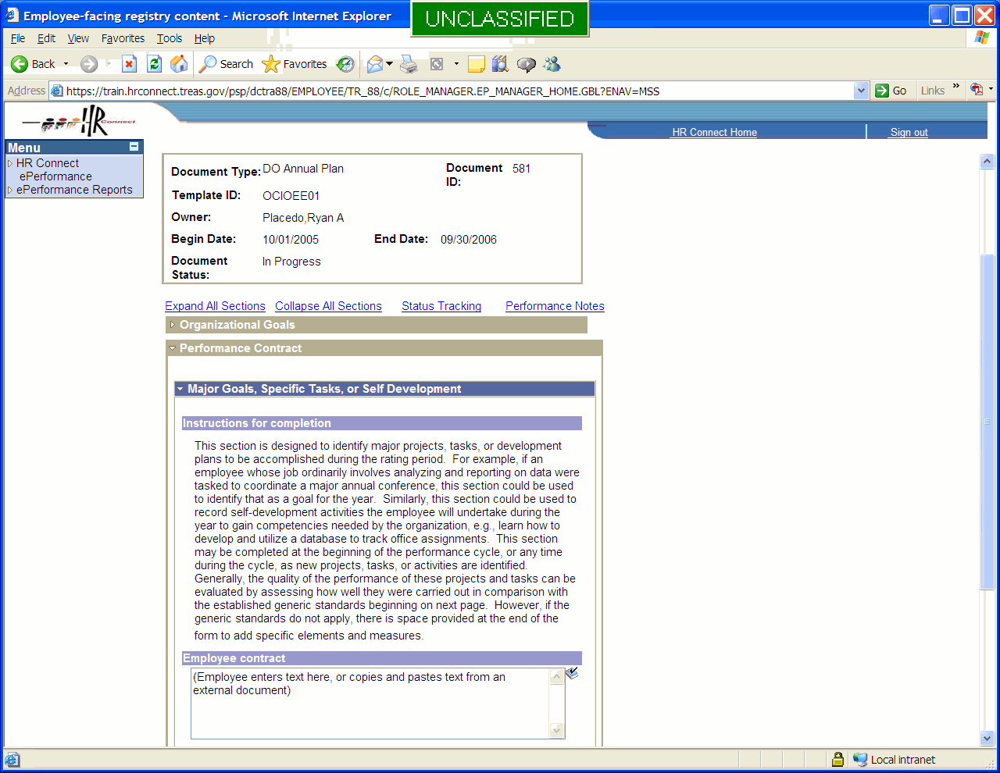 Employee-facing registry content - Microsoft Internet Explorer
UNCLASSIFIED
File Edit View Favorites Tools Help
Back Search Favorites
Address https://train.hrconnect.treas.gov/psp/dctra88/EMPLOYEE/TR_88/c/ROLE_MANAGER.EP_MANAGER_HOME.GBL?ENAV=MSS Go Links »
HR Connect
HR Connect Home Sign out
Menu
HR Connect
ePerformance
ePerformance Reports
Document Type: DO Annual Plan Document ID: 581
Template ID: OCIOEE01
Owner: Placedo,Ryan A
Begin Date: 10/01/2005 End Date: 09/30/2006
Document Status: In Progress
Expand All Sections Collapse All Sections Status Tracking Performance Notes
Organizational Goals
Performance Contract
Major Goals, Specific Tasks, or Self Development
Instructions for completion
This section is designed to identify major projects, tasks, or development
plans to be accomplished during the rating period.  For example, if an
employee whose job ordinarily involves analyzing and reporting on data were
tasked to coordinate a major annual conference, this section could be used
to identify that as a goal for the year.  Similarly, this section could be used to
record self-development activities the employee will undertake during the
year to gain competencies needed by the organization, e.g., learn how to
develop and utilize a database to track office assignments.  This section
may be completed at the beginning of the performance cycle, or any time
during the cycle, as new projects, tasks, or activities are identified.
Generally, the quality of the performance of these projects and tasks can be
evaluated by assessing how well they were carried out in comparison with
the established generic standards beginning on next page.  However, if the
generic standards do not apply, there is space provided at the end of the
form to add specific elements and measures.
Employee contract
(Employee enters text here, or copies and pastes text from an
external document)
Local intranet